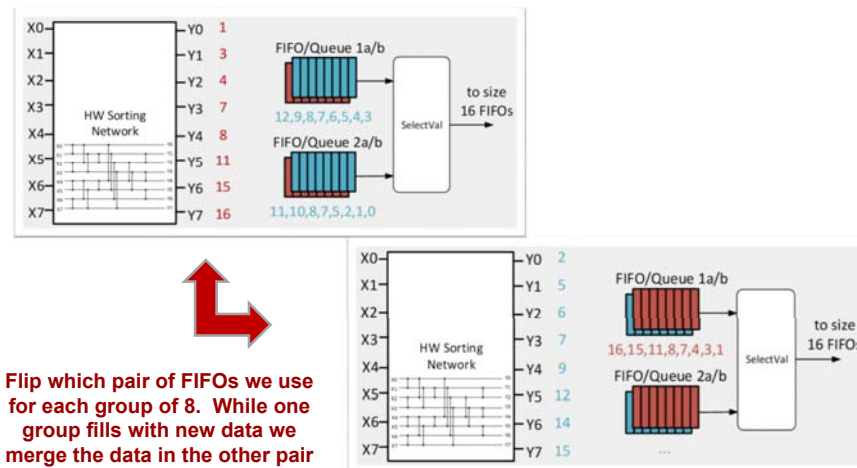 X0 Y0 1
X1 Y1 3
X2 Y2 4
X3 Y3 7
X4 Y4 8
X5 Y5 11
X6 Y6 15
X7 Y7 16
HW Sorting
Network
FIFO/Queue 1a/b
12,9,8,7,6,5,4,3
FIFO/Queue 2a/b
11,10,8,7,5,2,1,0
SelectVal
to size
16 FIFOs
X0 Y0 2
X1 Y1 5
X2 Y2 6
X3 Y3 7
X4 Y4 9
X5 Y5 12
X6 Y6 14
X7 Y7 15
HW Sorting
Network
FIFO/Queue 1a/b
16,15,11,8,7,4,3,1
FIFO/Queue 2a/b
...
SelectVal
to size
16 FIFOs
Flip which pair of FIFOs we use
for each group of 8. While one
group fills with new data we
merge the data in the other pair